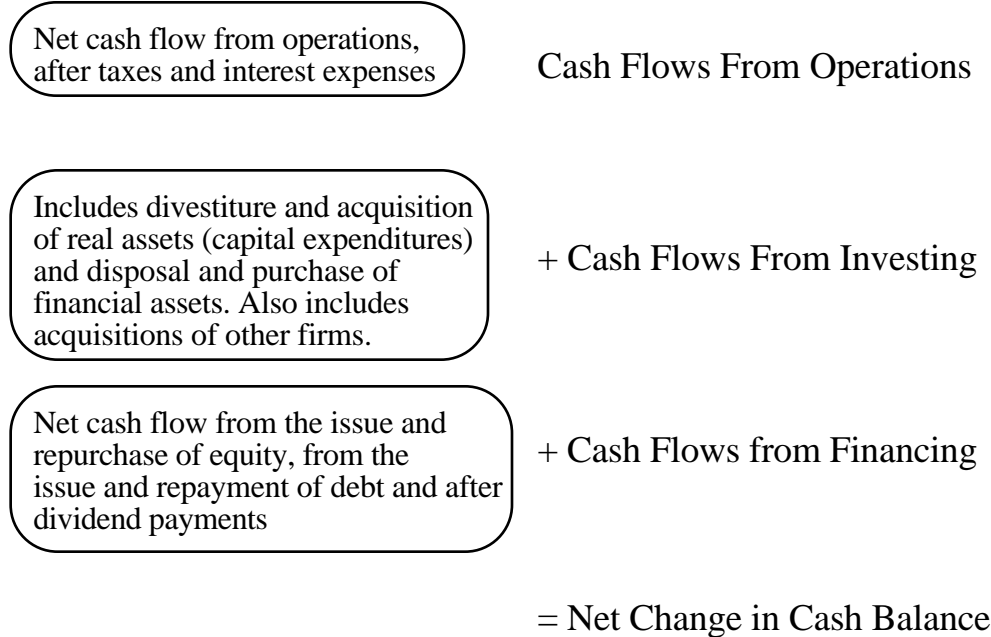 Net cash flow from operations,
after taxes and interest expenses
Cash Flows From Operations
Includes divestiture and acquisition
of real assets (capital expenditures)
and disposal and purchase of
financial assets. Also includes
acquisitions of other firms.
+ Cash Flows From Investing
Net cash flow from the issue and
repurchase of equity, from the
issue and repayment of debt and after
dividend payments
+ Cash Flows from Financing
= Net Change in Cash Balance